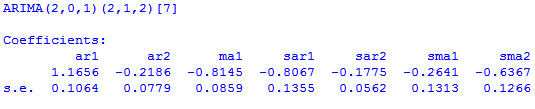 ARIMA(2,0,1)(2,1,2)[7]
Coefficients:
ar1 ar2 ma1 sar1 sar2 sma1 sma2
1.1656 -0.2186 -0.8145 -0.8067 -0.1775 -0.2641 -0.6367
s.e. 0.1064 0.0779 0.0859 0.1355 0.0562 0.1313 0.1266